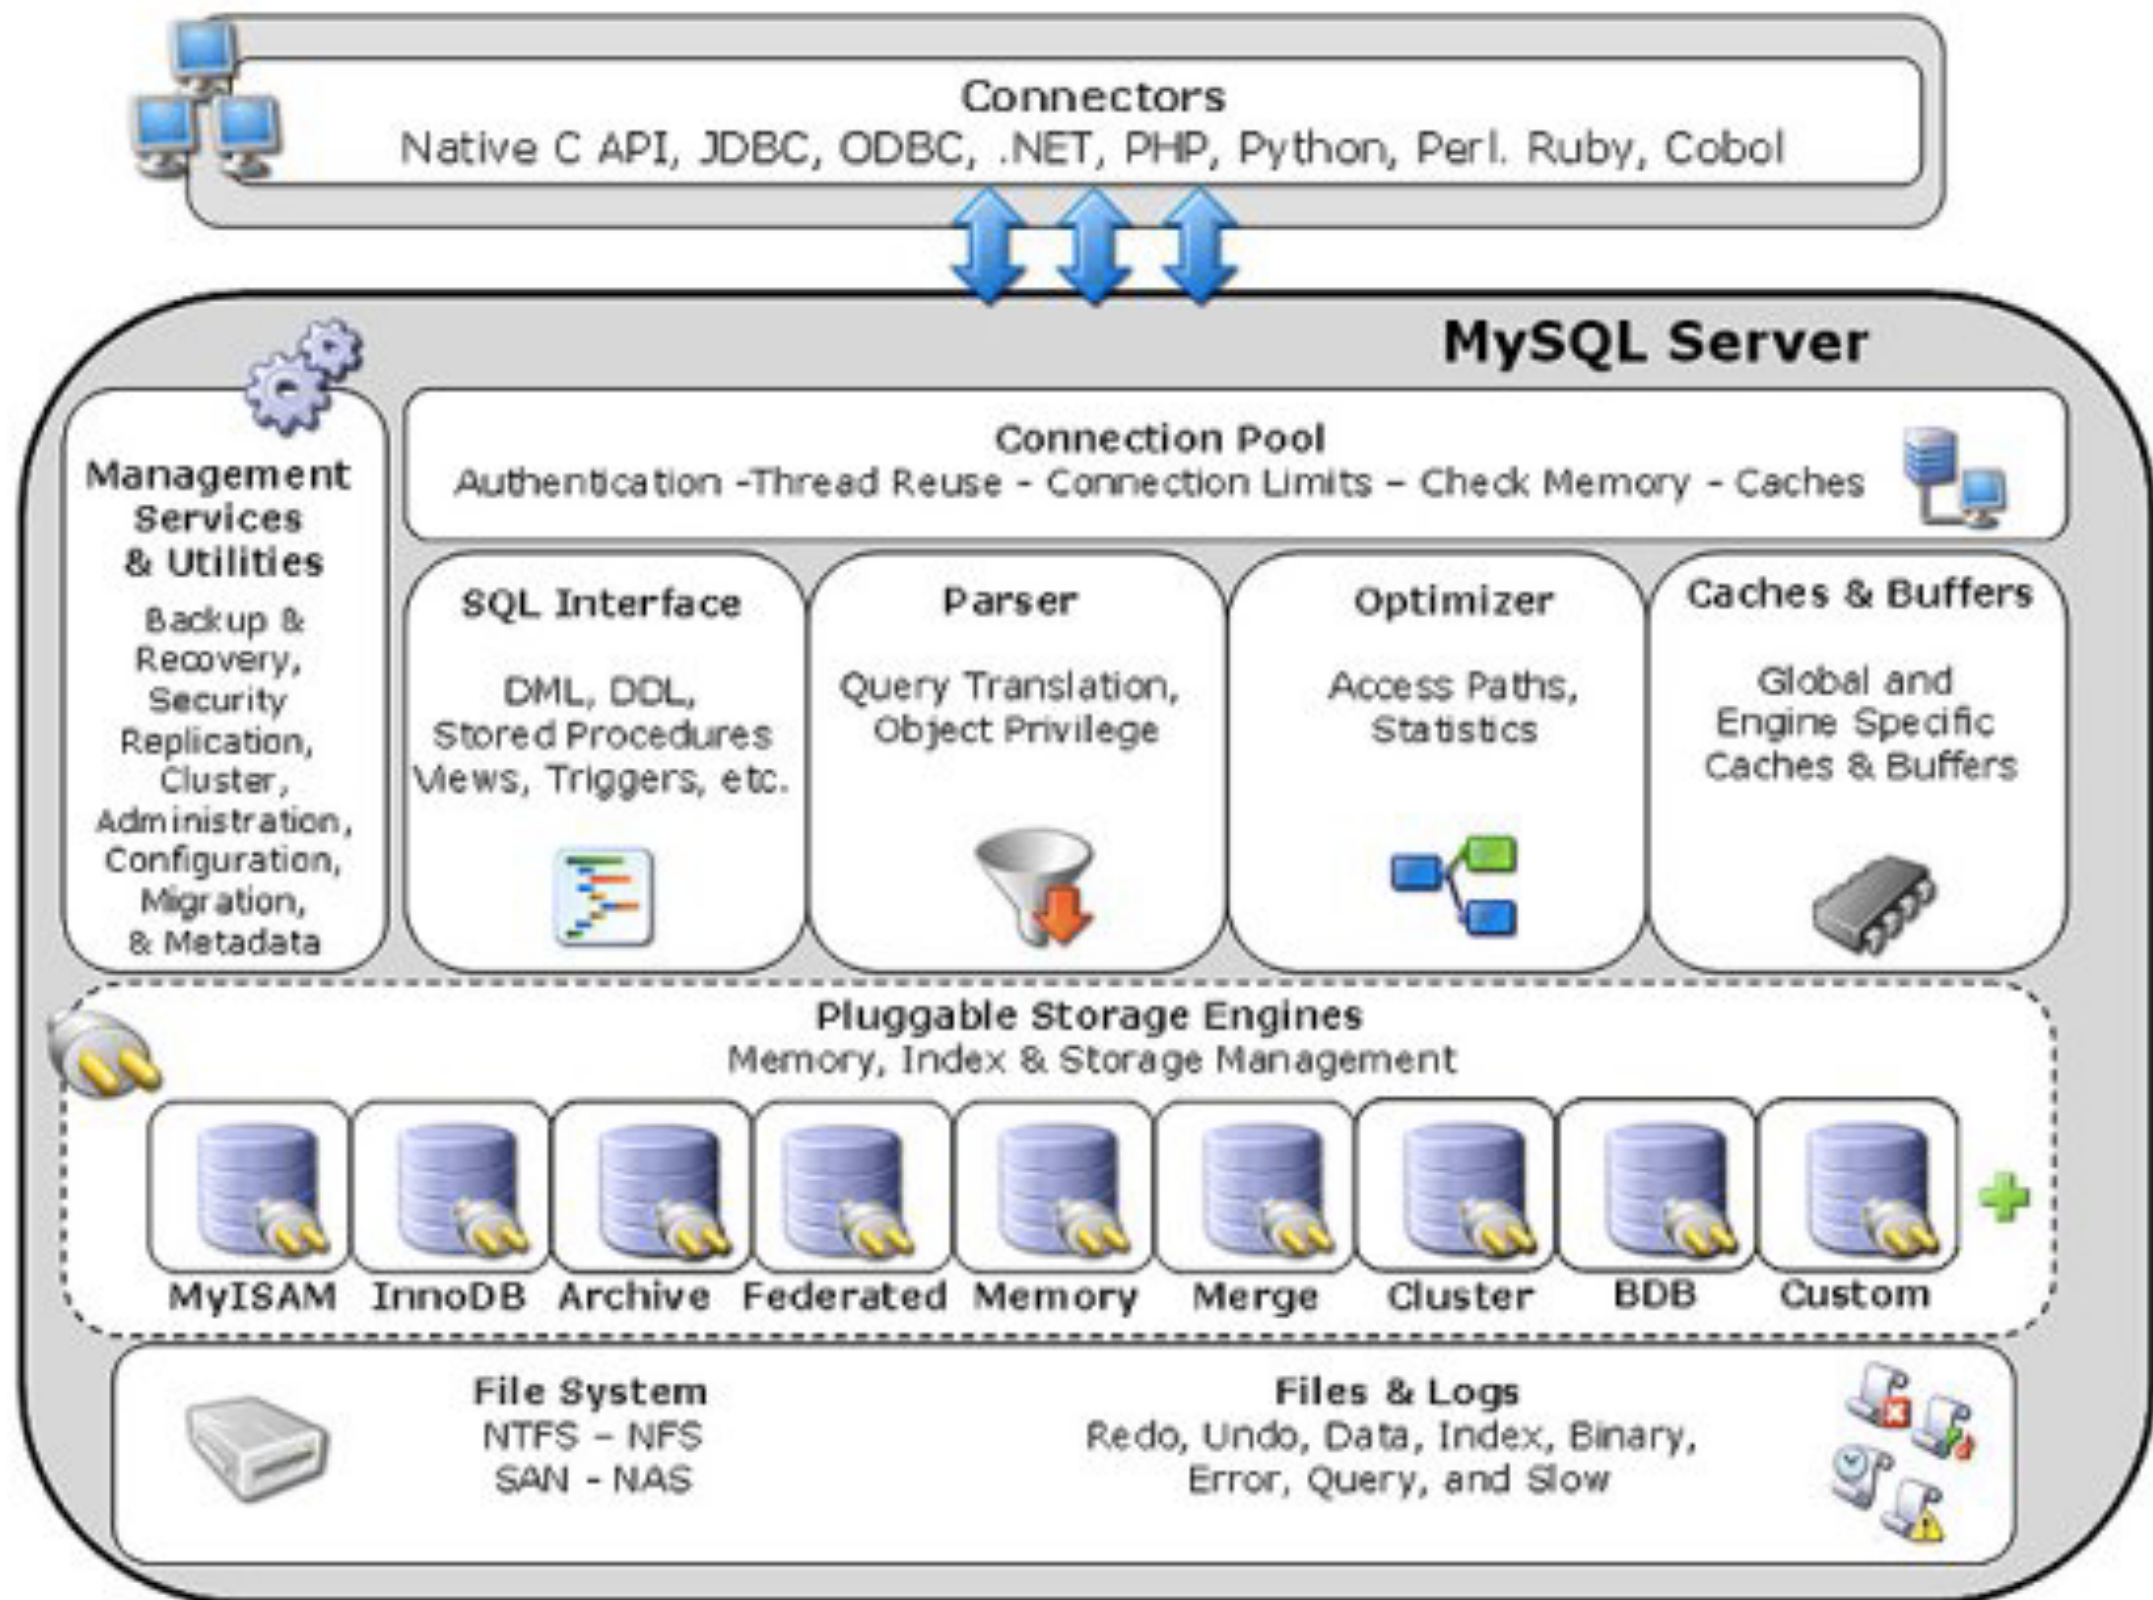 Connectors
Native C API, JDBC, ODBC, .NET, PHP, Python, Perl. Ruby, Cobol
MySQL Server
Management
Services
& Utilities
Backup &
Recovery,
Security
Replication,
Cluster,
Administration,
Configuration,
Migration,
& Metadata
Connection Pool
Authentication -Thread Reuse - Connection Limits – Check Memory - Caches
SQL Interface
DML, DDL,
Stored Procedures
Views, Triggers, etc.
Parser
Query Translation,
Object Privilege
Optimizer
Access Paths,
Statistics
Caches & Buffers
Global and
Engine Specific
Caches & Buffers
Pluggable Storage Engines
Memory, Index & Storage Management
MyISAM InnoDB Archive Federated Memory Merge Cluster BDB Custom
File System
NTFS – NFS
SAN - NAS
Files & Logs
Redo, Undo, Data, Index, Binary,
Error, Query, and Slow